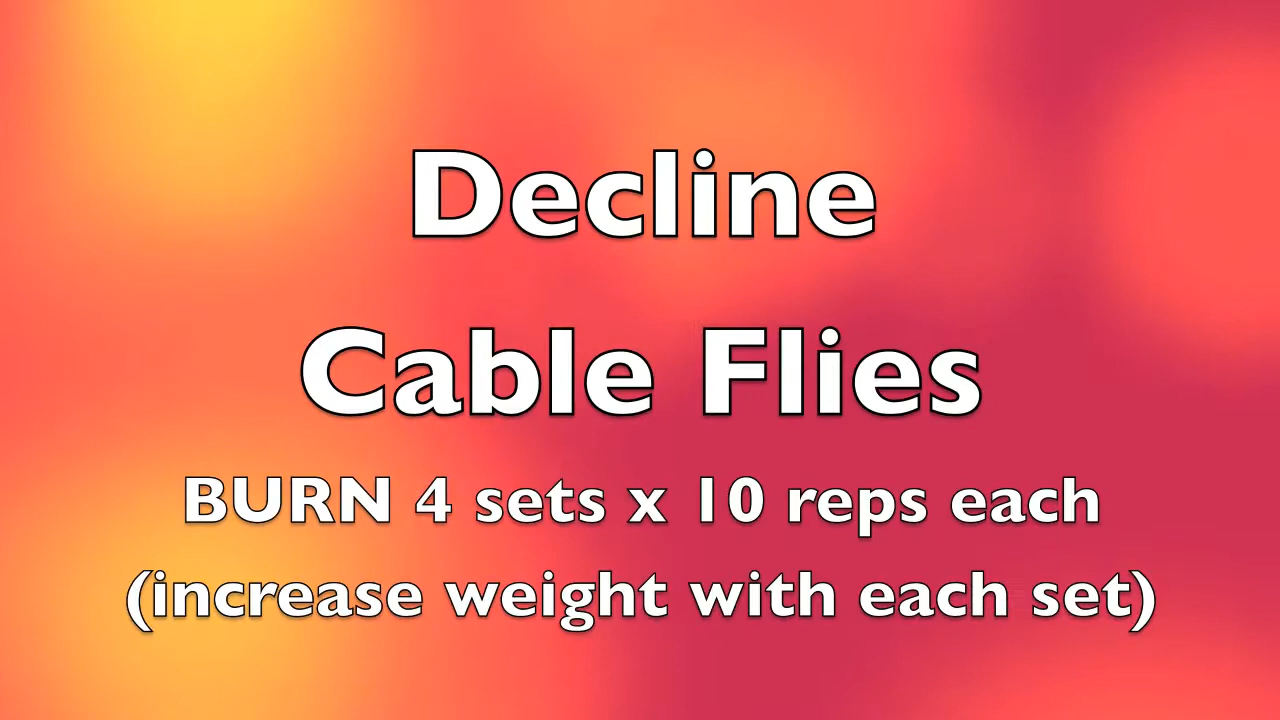 Decline
Cable Flies
BURN 4 sets x 10 reps each
(increase weight with each set)